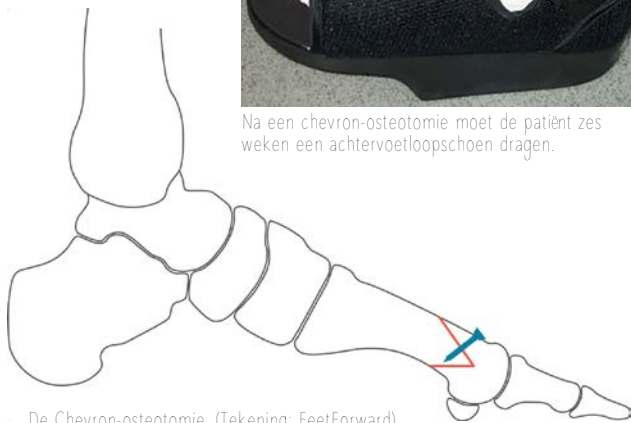 Na een chevron-osteotomie moet de patiënt zes
weken een achtervoetloopschoen dragen.
De Chevron-osteotomie. (Tekening: FeetForward)